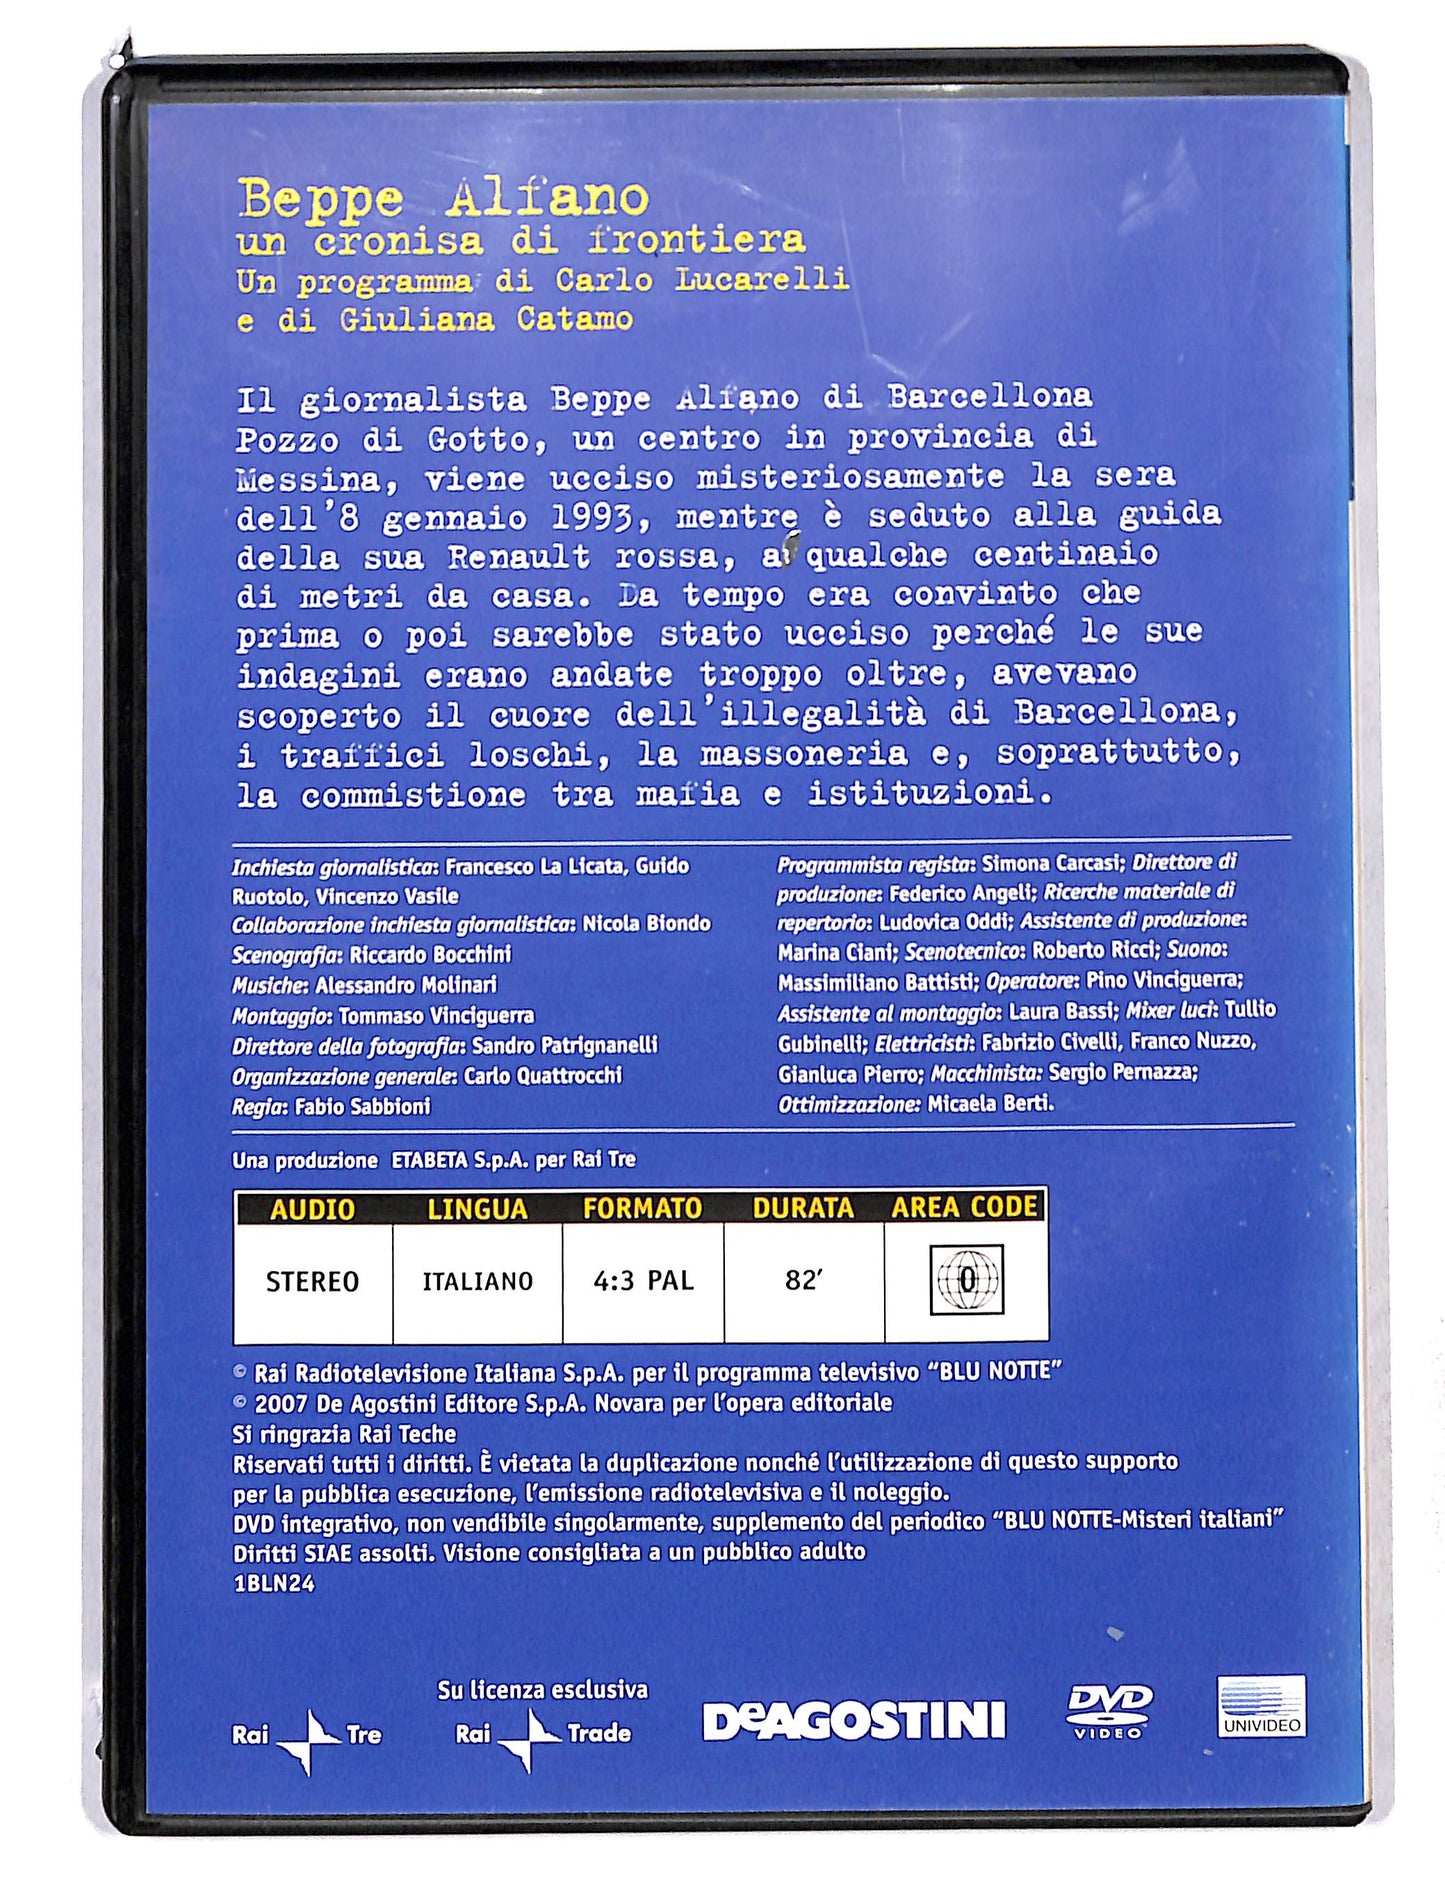 Beppe Alfano
un cronisa di frontiera
Un programma di Carlo Lucarelli
e di Giuliana Catamo
Il giornalista Beppe Alfano di Barcellona
Pozzo di Gotto, un centro in provincia di
Messina, viene ucciso misteriosamente la sera
dell'8 gennaio 1993, mentre è seduto alla guida
della sua Renault rossa, a qualche centinaio
di metri da casa. Da tempo era convinto che
prima o poi sarebbe stato ucciso perché le sue
indagini erano andate troppo oltre, avevano
scoperto il cuore dell'illegalità di Barcellona,
i traffici loschi, la massoneria e, soprattutto,
la commistione tra mafia e istituzioni.
Inchiesta giornalistica: Francesco La Licata, Guido
Ruotolo, Vincenzo Vasile
Collaborazione inchiesta giornalistica: Nicola Biondo
Scenografia: Riccardo Bocchini
Musiche: Alessandro Molinari
Montaggio: Tommaso Vinciguerra
Direttore della fotografia: Sandro Patrignanelli
Organizzazione generale: Carlo Quattrocchi
Regia: Fabio Sabbioni
Programmista regista: Simona Carcasi; Direttore di
produzione: Federico Angeli; Ricerche materiale di
repertorio: Ludovica Oddi; Assistente di produzione:
Marina Ciani; Scenotecnico: Roberto Ricci; Suono:
Massimiliano Battisti; Operatore: Pino Vinciguerra;
Assistente al montaggio: Laura Bassi; Mixer luci: Tullio
Gubinelli; Elettricisti: Fabrizio Civelli, Franco Nuzzo,
Gianluca Pierro; Macchinista: Sergio Pernazza;
Ottimizzazione: Micaela Berti.
Una produzione ETABETA S.p.A. per Rai Tre
AUDIO LINGUA FORMATO DURATA AREA CODE
STEREO ITALIANO 4:3 PAL 82' 0
© Rai Radiotelevisione Italiana S.p.A. per il programma televisivo "BLU NOTTE"
© 2007 De Agostini Editore S.p.A. Novara per l'opera editoriale
Si ringrazia Rai Teche
Riservati tutti i diritti. È vietata la duplicazione nonché l'utilizzazione di questo supporto
per la pubblica esecuzione, l'emissione radiotelevisiva e il noleggio.
DVD integrativo, non vendibile singolarmente, supplemento del periodico "BLU NOTTE-Misteri italiani"
Diritti SIAE assolti. Visione consigliata a un pubblico adulto
1BLN24
Su licenza esclusiva
Rai Tre
Rai Trade
DeAGOSTINI
DVD
VIDEO
UNIVIDEO